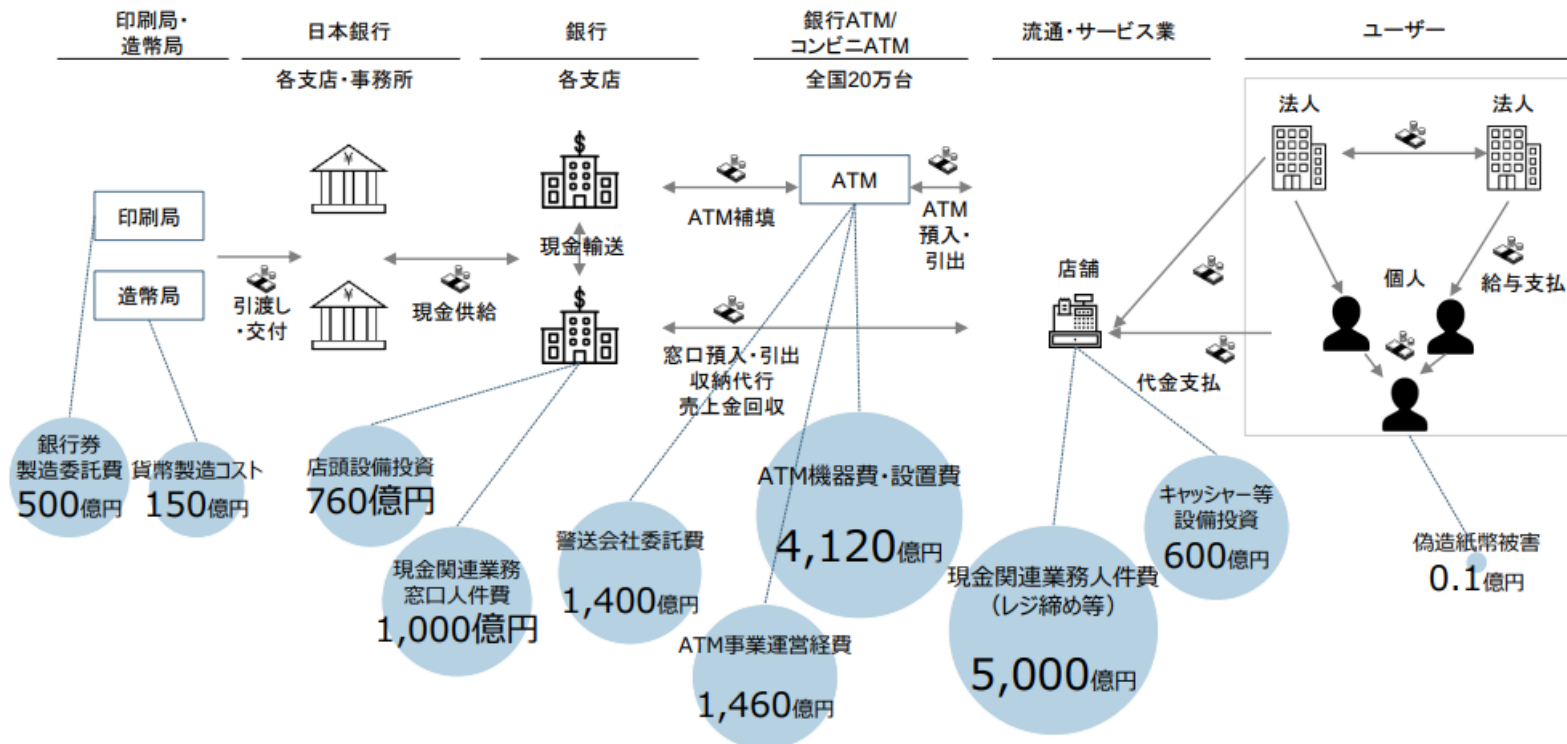 印刷局・
造幣局
日本銀行
銀行
銀行ATM/
コンビニATM
流通・サービス業
ユーザー
各支店・事務所
各支店
全国20万台
法人
法人
¥
$
印刷局
ATM
ATM補填
ATM
預入・
引出
現金輸送
店舗
個人
給与支払
造幣局
¥
$
引渡し
・交付
現金供給
窓口預入・引出
収納代行
売上金回収
代金支払
銀行券
製造委託費
500億円
貨幣製造コスト
150億円
店頭設備投資
760億円
現金関連業務
窓口人件費
1,000億円
警送会社委託費
1,400億円
ATM機器費・設置費
4,120億円
ATM事業運営経費
1,460億円
現金関連業務人件費
（レジ締め等）
5,000億円
キャッシャー等
設備投資
600億円
偽造紙幣被害
0.1億円